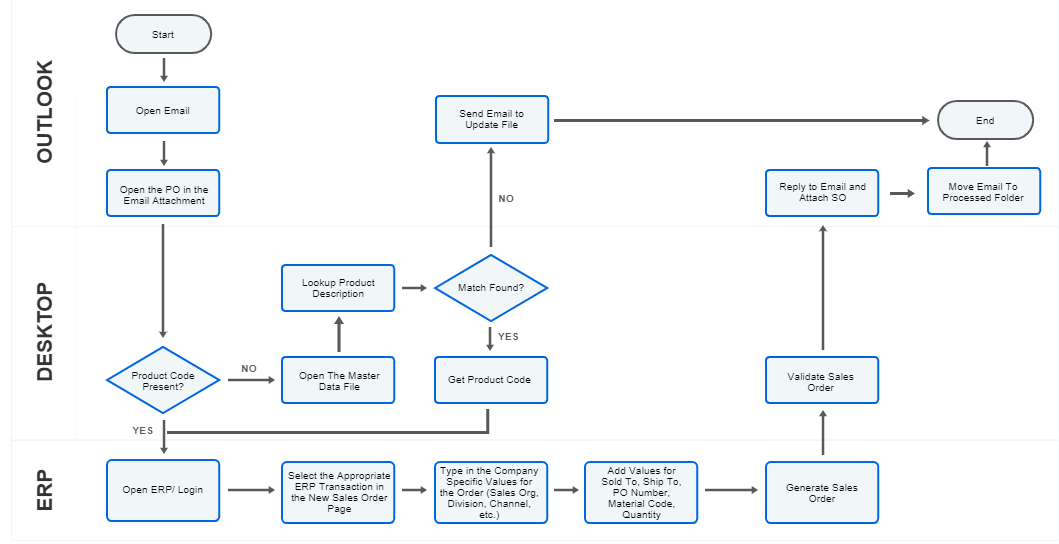 OUTLOOK
Start
Open Email
Open the PO in the
Email Attachment
Send Email to
Update File
End
Reply to Email and
Attach SO
Move Email To
Processed Folder
NO
DESKTOP
Lookup Product
Description
Match Found?
YES
Product Code
Present?
NO
Open The Master
Data File
Get Product Code
Validate Sales
Order
YES
ERP
Open ERP/ Login
Select the Appropriate
ERP Transaction in
the New Sales Order
Page
Type in the Company
Specific Values for
the Order (Sales Org,
Division, Channel,
etc.)
Add Values for
Sold To, Ship To,
PO Number,
Material Code,
Quantity
Generate Sales
Order